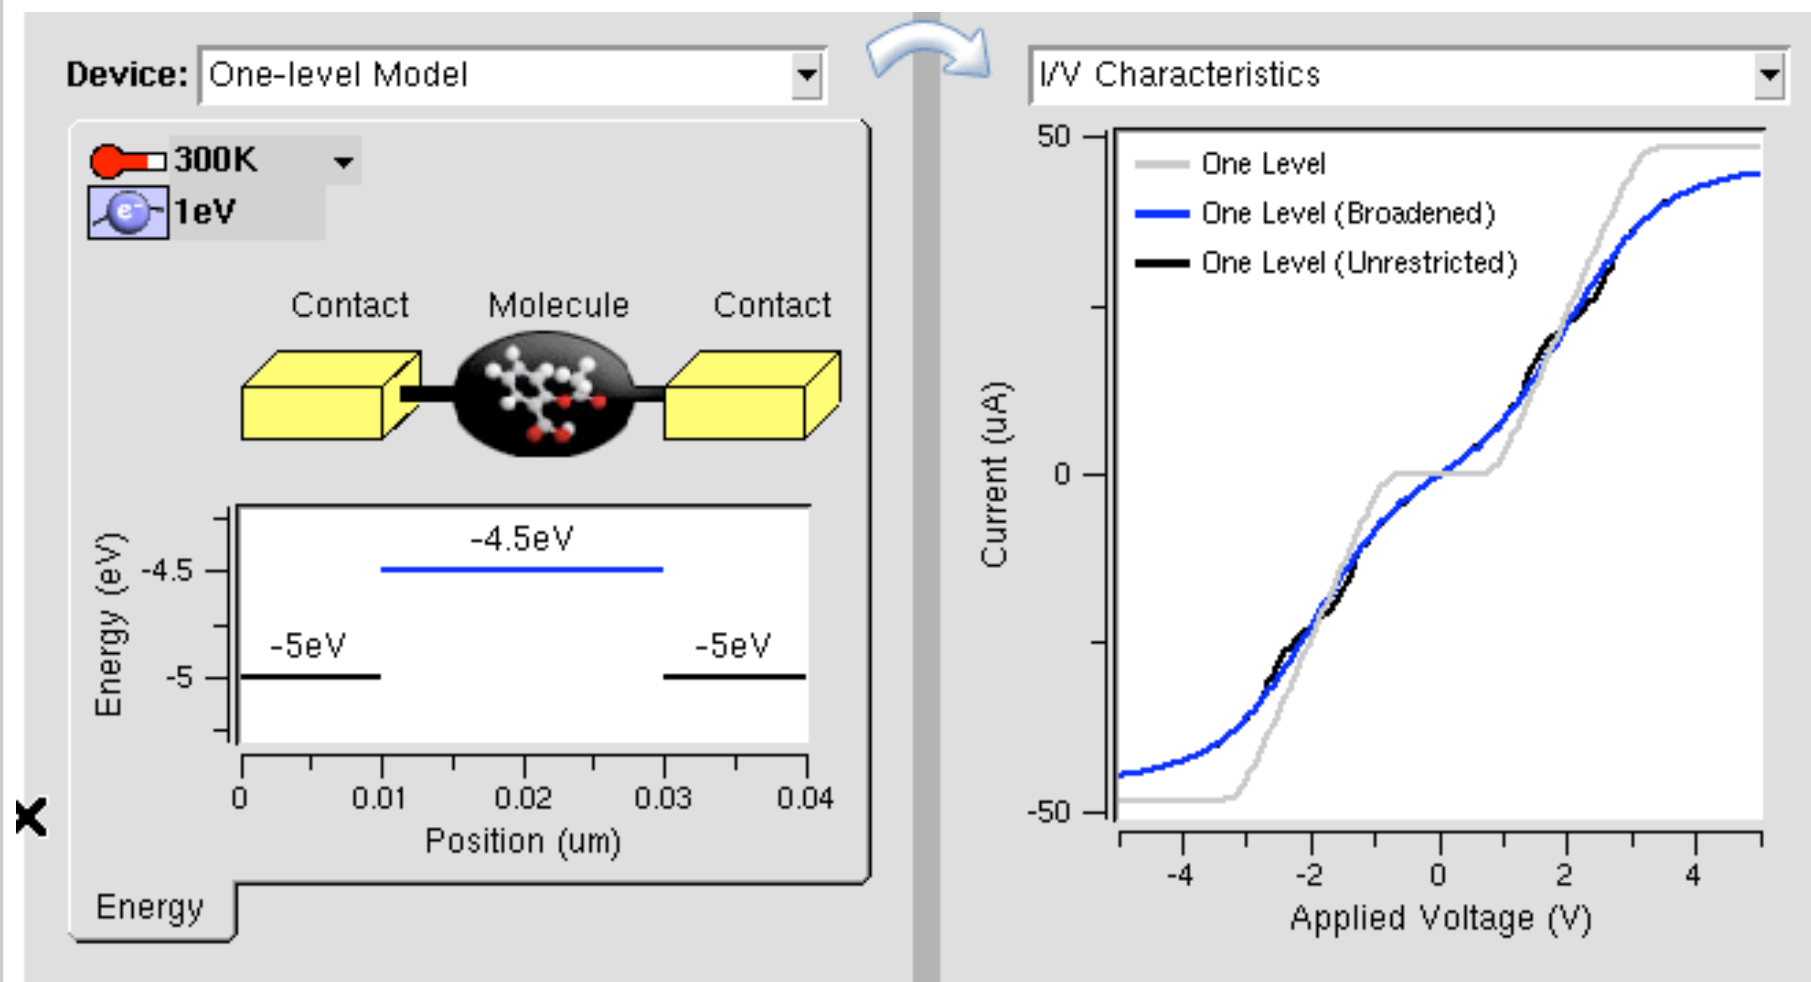 Device: One-level Model
300K
1eV
Contact Molecule Contact
Energy (eV)
-4.5
-5
-4.5eV
-5eV -5eV
0 0.01 0.02 0.03 0.04
Position (um)
Energy
I/V Characteristics
One Level
One Level (Broadened)
One Level (Unrestricted)
Current (uA)
50
0
-50
-4 -2 0 2 4
Applied Voltage (V)
e-